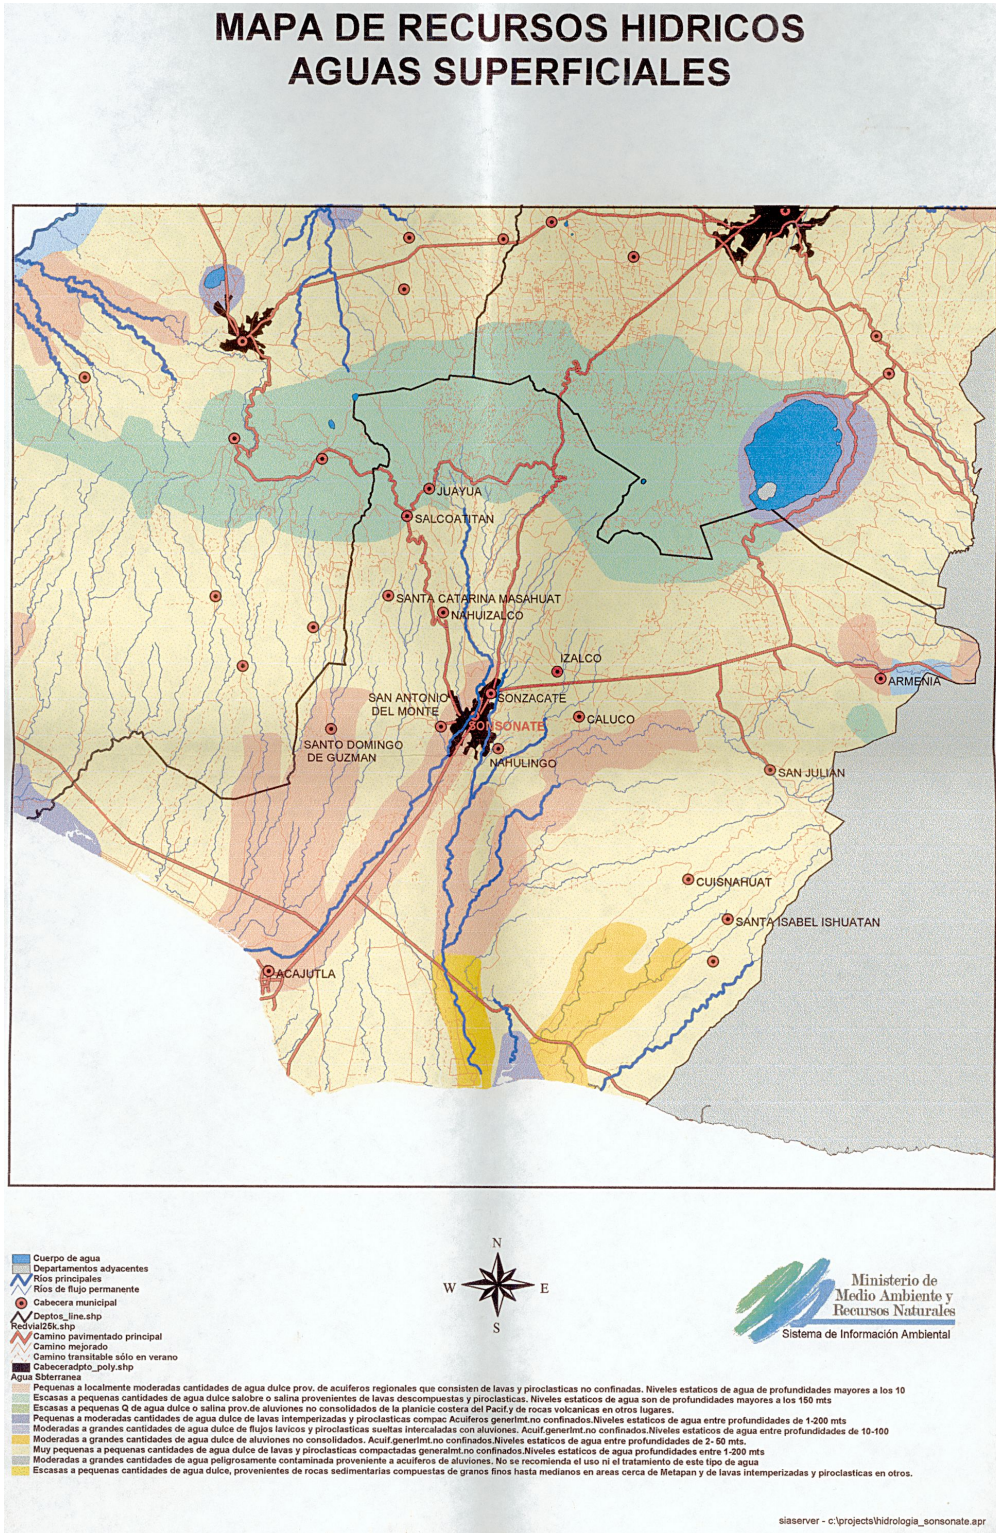 MAPA DE RECURSOS HIDRICOS
AGUAS SUPERFICIALES
JUAYUA
SALCOATITAN
SANTA CATARINA MASAHUAT
NAHUIZALCO
IZALCO
SAN ANTONIO
DEL MONTE
SONZACATE
ARMENIA
CALUCO
SONSONATE
SANTO DOMINGO
DE GUZMAN
NAHULINGO
SAN JULIAN
CUISNAHUAT
SANTA ISABEL ISHUATAN
ACAJUTLA
N
W
E
S
Cuerpo de agua
Departamentos adyacentes
Rios principales
Rios de flujo permanente
Cabecera municipal
Deptos_line.shp
Redvial25k.shp
Camino pavimentado principal
Camino mejorado
Camino transitable sólo en verano
Cabeceradpto_poly.shp
Agua Sbterranea
Pequenas a localmente moderadas cantidades de agua dulce prov. de acuiferos regionales que consisten de lavas y piroclasticas no confinadas. Niveles estaticos de agua de profundidades mayores a los 10
Escasas a pequenas cantidades de agua dulce salobre o salina provenientes de lavas descompuestas y piroclasticas. Niveles estaticos de agua son de profundidades mayores a los 150 mts
Escasas a pequenas Q de agua dulce o salina prov.de aluviones no consolidados de la planicie costera del Pacif.y de rocas volcanicas en otros lugares.
Pequenas a moderadas cantidades de agua dulce de lavas intemperizadas y piroclasticas compac Acuiferos generlmt.no confinados.Niveles estaticos de agua entre profundidades de 1-200 mts
Moderadas a grandes cantidades de agua dulce de flujos lavicos y piroclasticas sueltas intercaladas con aluviones. Acuif.generlmt.no confinados.Niveles estaticos de agua entre profundidades de 10-100
Moderadas a grandes cantidades de agua dulce de aluviones no consolidados. Acuif.generlmt.no confinados.Niveles estaticos de agua entre profundidades de 2- 50 mts.
Muy pequenas a pequenas cantidades de agua dulce de lavas y piroclasticas compactadas generalmt.no confinados.Niveles estaticos de agua profundidades entre 1-200 mts
Moderadas a grandes cantidades de agua peligrosamente contaminada proveniente a acuiferos de aluviones. No se recomienda el uso ni el tratamiento de este tipo de agua
Escasas a pequenas cantidades de agua dulce, provenientes de rocas sedimentarias compuestas de granos finos hasta medianos en areas cerca de Metapan y de lavas intemperizadas y piroclasticas en otros.
Ministerio de
Medio Ambiente y
Recursos Naturales
Sistema de Información Ambiental
siaserver - c:\projects\hidrologia_sonsonate.apr